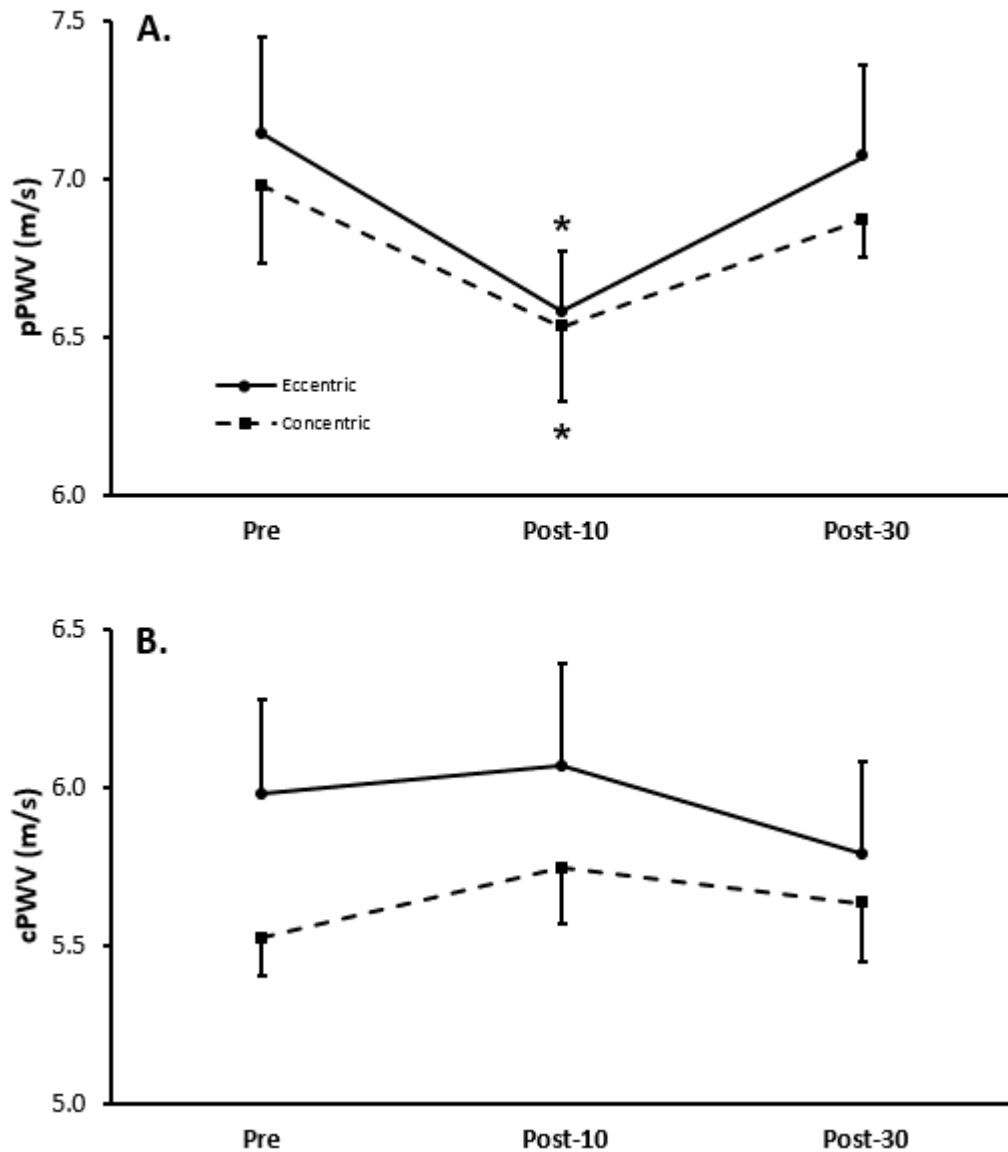 A.
7.5
7.0
6.5
6.0
pPWV (m/s)
*
*
Eccentric
Concentric
Pre Post-10 Post-30
B.
6.5
6.0
5.5
5.0
cPWV (m/s)
Pre Post-10 Post-30